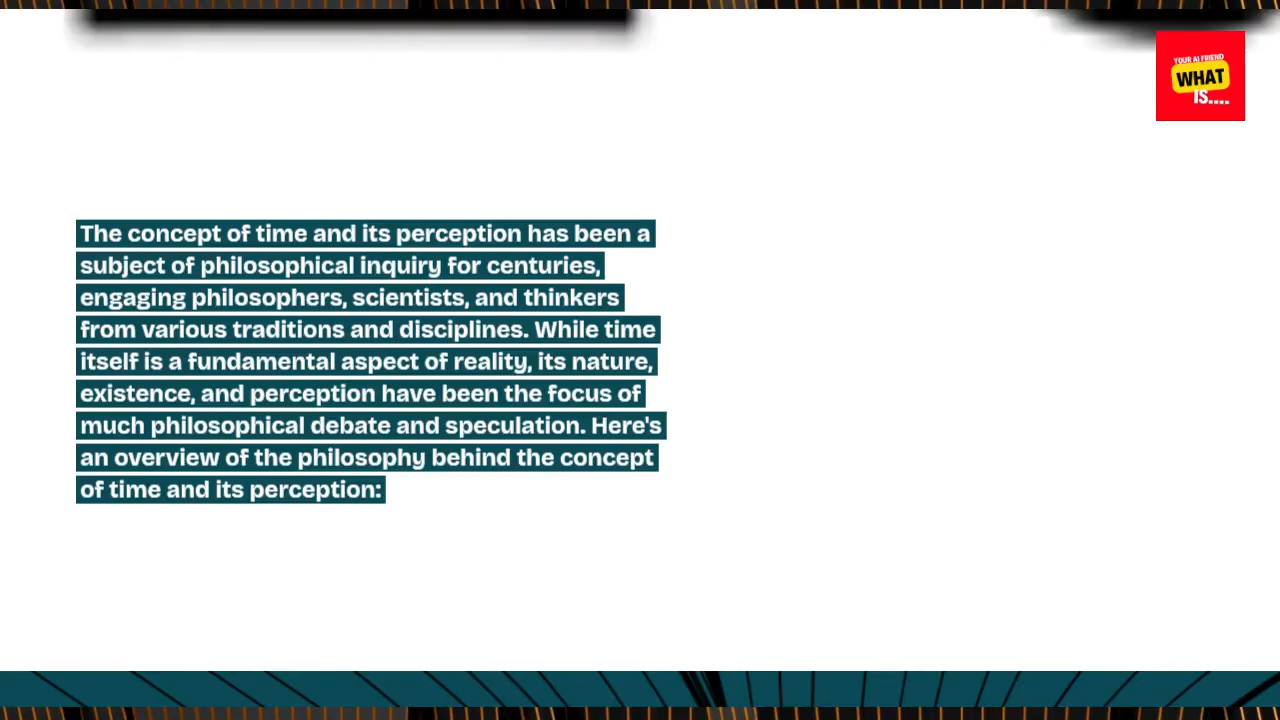 YOUR AI FRIEND
WHAT
IS....
The concept of time and its perception has been a
subject of philosophical inquiry for centuries,
engaging philosophers, scientists, and thinkers
from various traditions and disciplines. While time
itself is a fundamental aspect of reality, its nature,
existence, and perception have been the focus of
much philosophical debate and speculation. Here's
an overview of the philosophy behind the concept
of time and its perception: